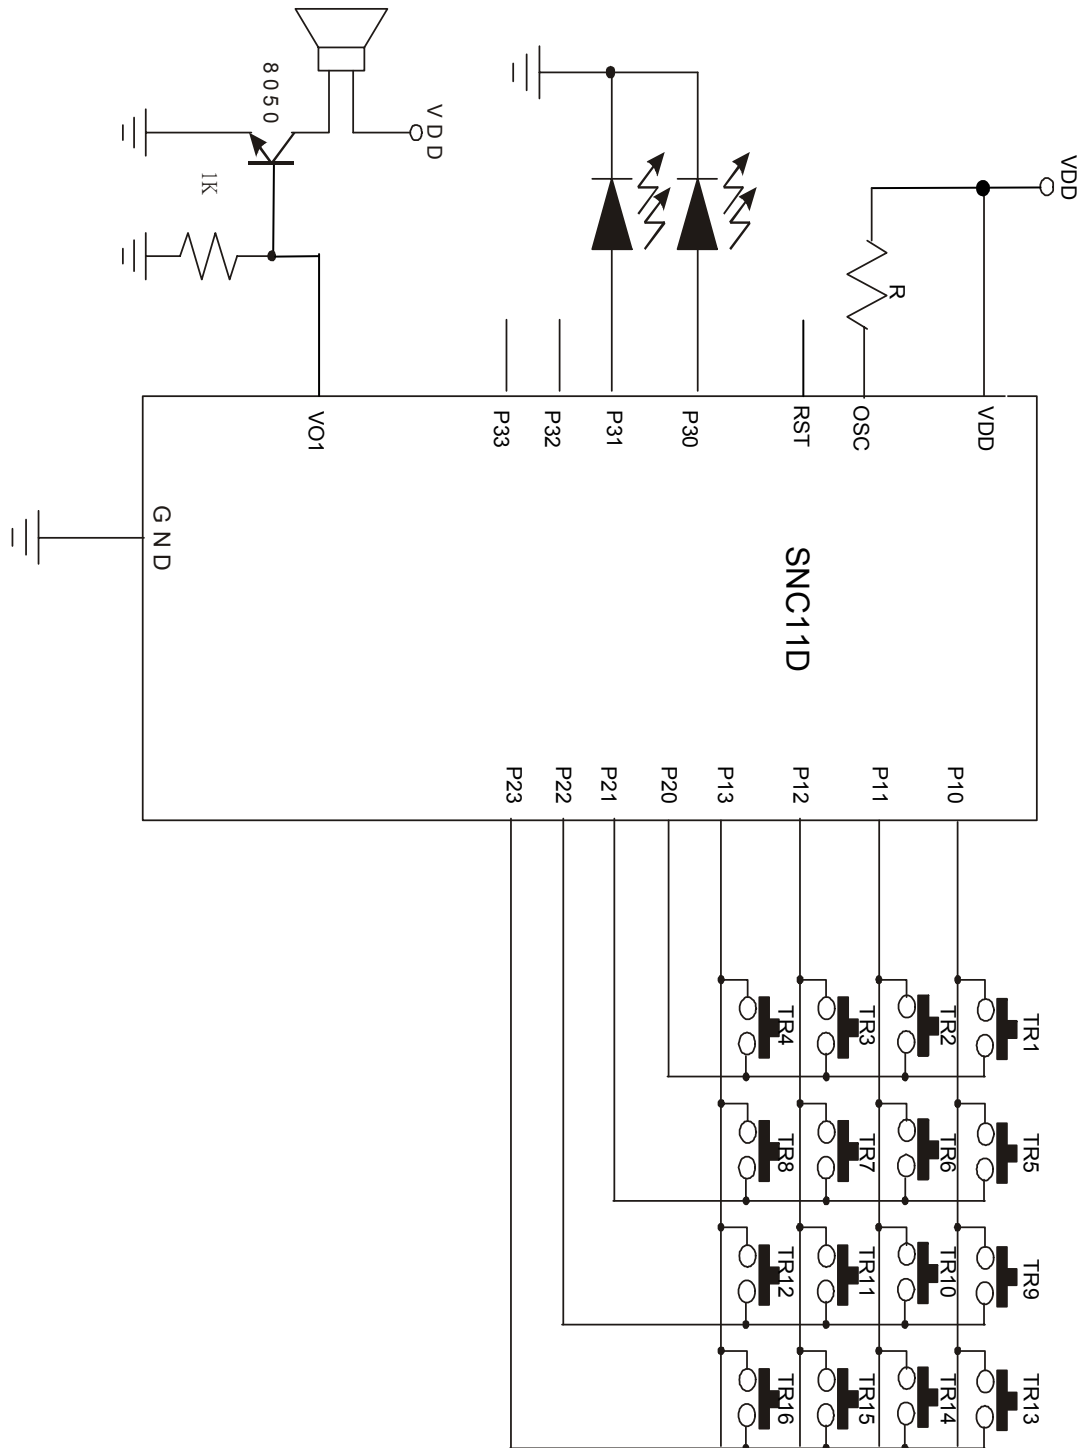 8050
VDD
1K
VDD
R
VO1
P33
P32
P31
P30
RST
OSC
VDD
GND
SNC11D
P23
P22
P21
P20
P13
P12
P11
P10
TR4
TR3
TR2
TR1
TR8
TR7
TR6
TR5
TR12
TR11
TR10
TR9
TR16
TR15
TR14
TR13